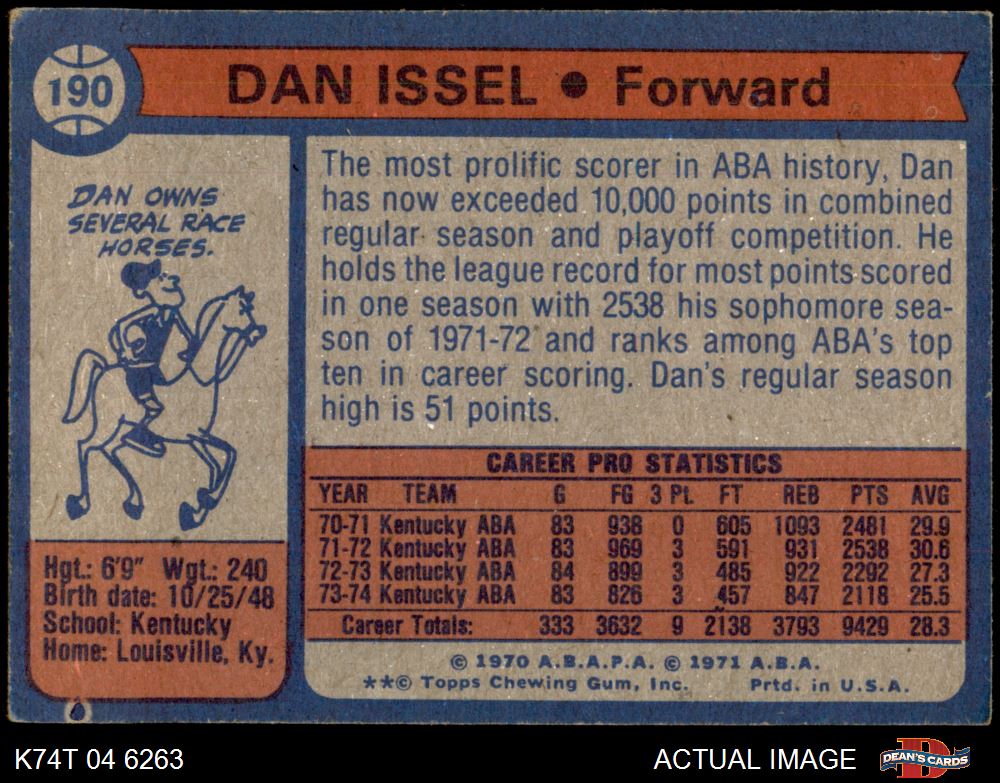 190
DAN ISSEL ● Forward
DAN OWNS
SEVERAL RACE
HORSES.
The most prolific scorer in ABA history, Dan
has now exceeded 10,000 points in combined
regular season and playoff competition. He
holds the league record for most points scored
in one season with 2538 his sophomore sea-
son of 1971-72 and ranks among ABA's top
ten in career scoring. Dan's regular season
high is 51 points.
Hgt.: 6'9" Wgt.: 240
Birth date: 10/25/48
School: Kentucky
Home: Louisville, Ky.
CAREER PRO STATISTICS
YEAR TEAM G FG 3 Pt. FT REB PTS AVG
70-71 Kentucky ABA 83 938 0 605 1093 2481 29.9
71-72 Kentucky ABA 83 969 3 591 931 2538 30.6
72-73 Kentucky ABA 84 899 3 485 922 2292 27.3
73-74 Kentucky ABA 83 826 3 457 847 2118 25.5
Career Totals: 333 3632 9 2138 3793 9429 28.3
© 1970 A.B.A.P.A. © 1971 A.B.A.
**© Topps Chewing Gum, Inc. Prtd. in U.S.A.
K74T 04 6263
ACTUAL IMAGE
DEAN'S CARDS